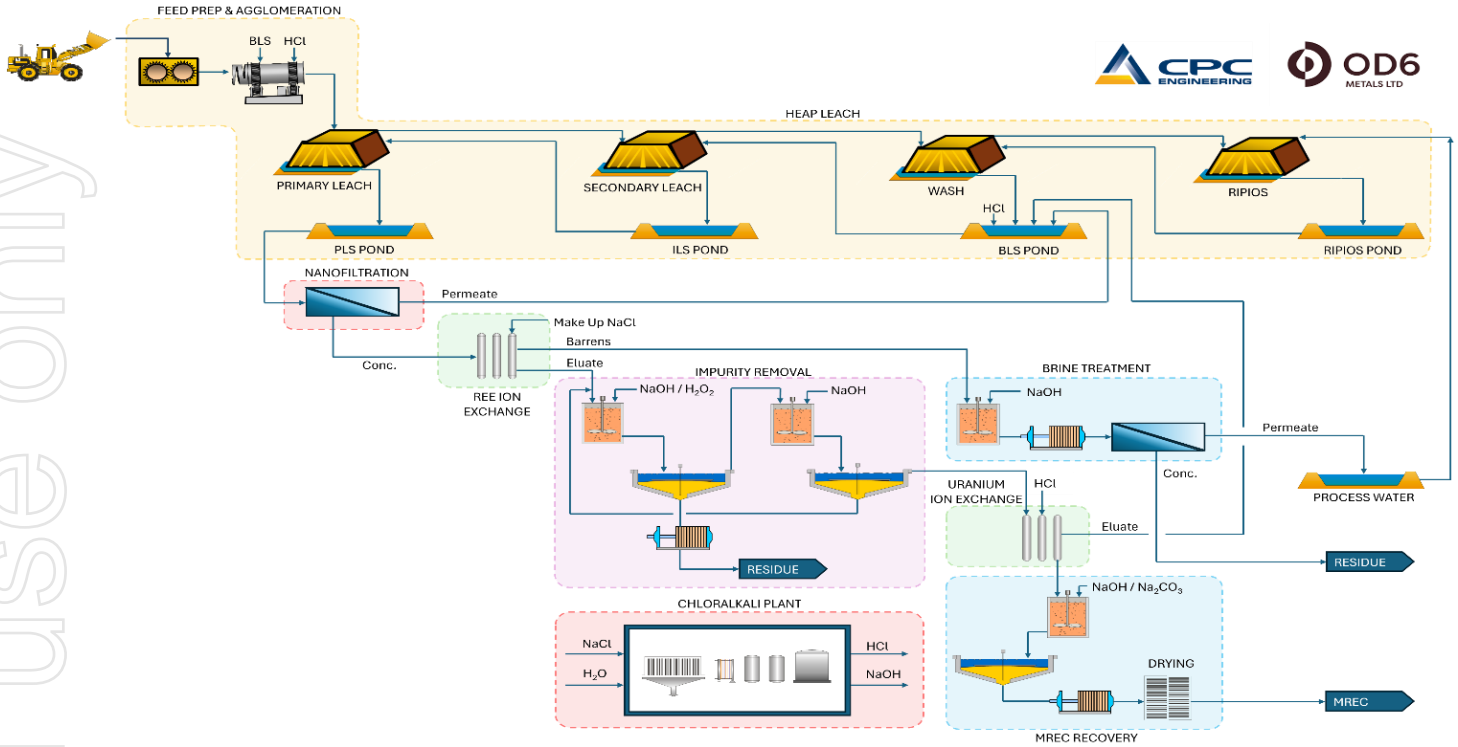 FEED PREP & AGGLOMERATION
BLS
HCl
CPC
ENGINEERING
OD6
METALS LTD
HEAP LEACH
PRIMARY LEACH
SECONDARY LEACH
WASH
RIPIOS
HCl
PLS POND
ILS POND
BLS POND
RIPIOS POND
NANOFILTRATION
Permeate
Make Up NaCl
Barrens
Conc.
Eluate
REE ION
EXCHANGE
IMPURITY REMOVAL
NaOH / H₂O₂
NaOH
BRINE TREATMENT
NaOH
Permeate
Conc.
PROCESS WATER
URANIUM
ION EXCHANGE
HCl
Eluate
RESIDUE
RESIDUE
CHLORALKALI PLANT
NaCl
H₂O
HCl
NaOH
NaOH / Na₂CO₃
DRYING
MREC
MREC RECOVERY
use only